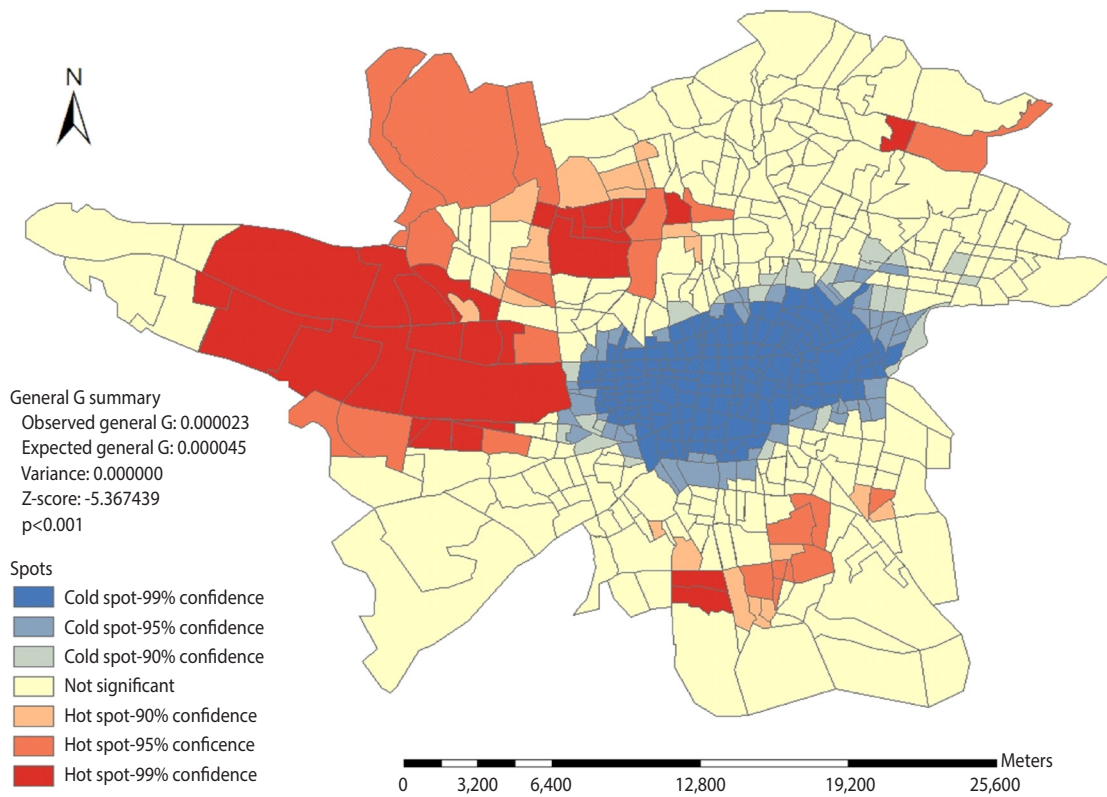 N
General G summary
Observed general G: 0.000023
Expected general G: 0.000045
Variance: 0.000000
Z-score: -5.367439
p<0.001
Spots
Cold spot-99% confidence
Cold spot-95% confidence
Cold spot-90% confidence
Not significant
Hot spot-90% confidence
Hot spot-95% conficence
Hot spot-99% confidence
Meters
0 3,200 6,400 12,800 19,200 25,600